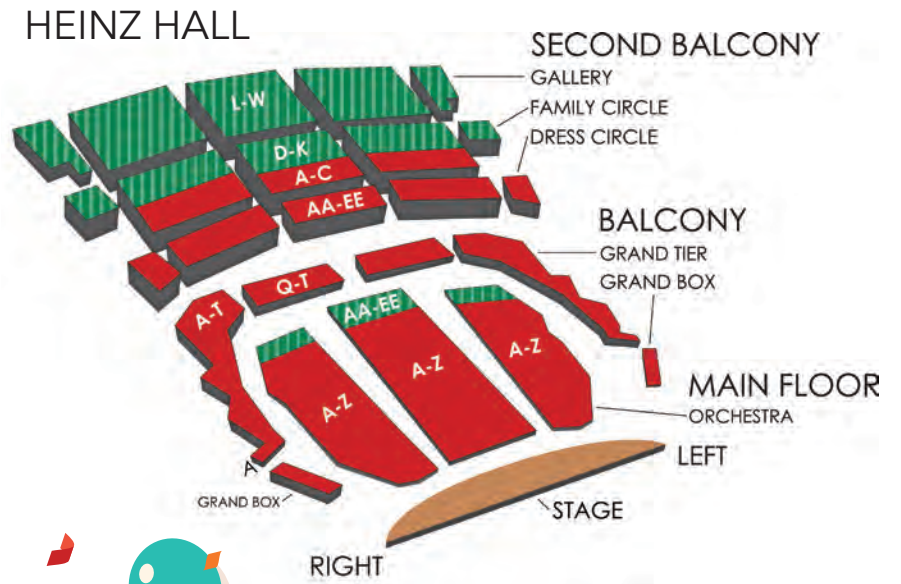 HEINZ HALL
SECOND BALCONY
GALLERY
FAMILY CIRCLE
DRESS CIRCLE
L-W
D-K
A-C
AA-EE
BALCONY
GRAND TIER
GRAND BOX
Q-T
A-T
AA-EE
A-Z
A-Z
A-Z
MAIN FLOOR
ORCHESTRA
LEFT
A
GRAND BOX
STAGE
RIGHT